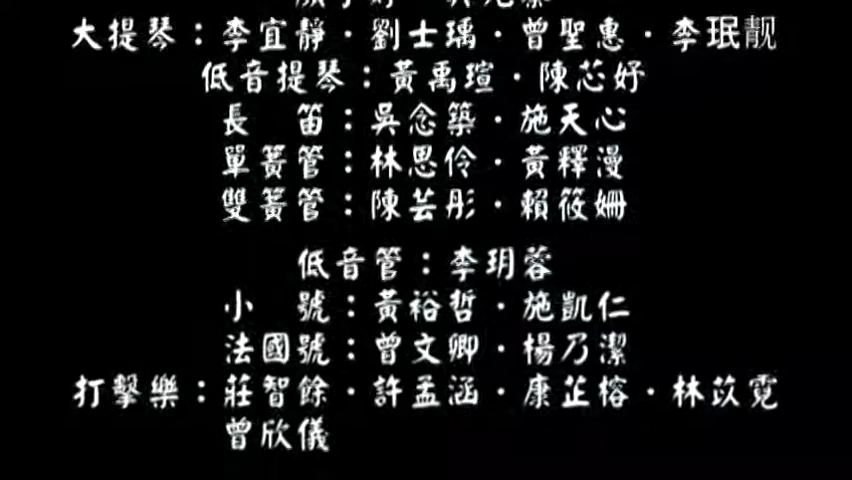 大提琴：李宜靜·劉士瑀·曾聖惠·李珉靓
低音提琴：黃禹瑄·陳芯妤
長　笛：吳念築·施天心
單簧管：林思伶·黃釋漫
雙簧管：陳芸彤·賴筱姍
低音管：李玥蓉
小　號：黃裕哲·施凱仁
法國號：曾文卿·楊乃潔
打擊樂：莊智餘·許孟涵·康芷榕·林苡霓
曾欣儀